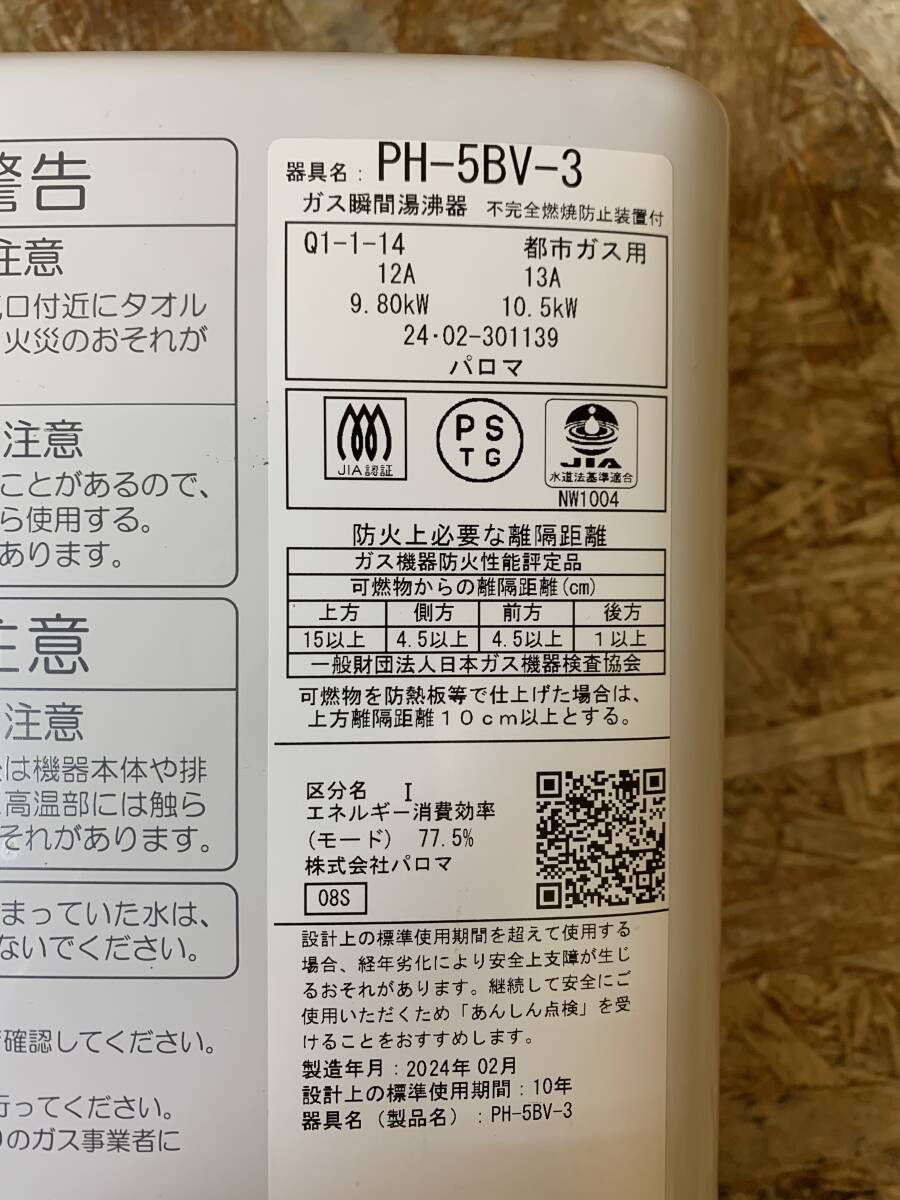 警告
注意
口付近にタオル
火災のおそれが
注意
ことがあるので、
ら使用する。
あります。
注意
注意
は機器本体や排
高温部には触ら
それがあります。
まっていた水は、
ないでください。
確認してください。
行ってください。
のガス事業者に
器具名: PH-5BV-3
ガス瞬間湯沸器 不完全燃焼防止装置付
Q1-1-14 都市ガス用
12A 13A
9.80kW 10.5kW
24・02-301139
パロマ
JIA認証
PS
TG
JIA
水道法基準適合
NW1004
防火上必要な離隔距離
ガス機器防火性能評定品
可燃物からの離隔距離(cm)
上方 側方 前方 後方
15以上 4.5以上 4.5以上 1以上
一般財団法人日本ガス機器検査協会
可燃物を防熱板等で仕上げた場合は、
上方離隔距離10cm以上とする。
区分名 I
エネルギー消費効率
(モード) 77.5%
株式会社パロマ
08S
設計上の標準使用期間を超えて使用する
場合、経年劣化により安全上支障が生じ
るおそれがあります。継続して安全にご
使用いただくため「あんしん点検」を受
けることをおすすめします。
製造年月:2024年02月
設計上の標準使用期間:10年
器具名(製品名):PH-5BV-3